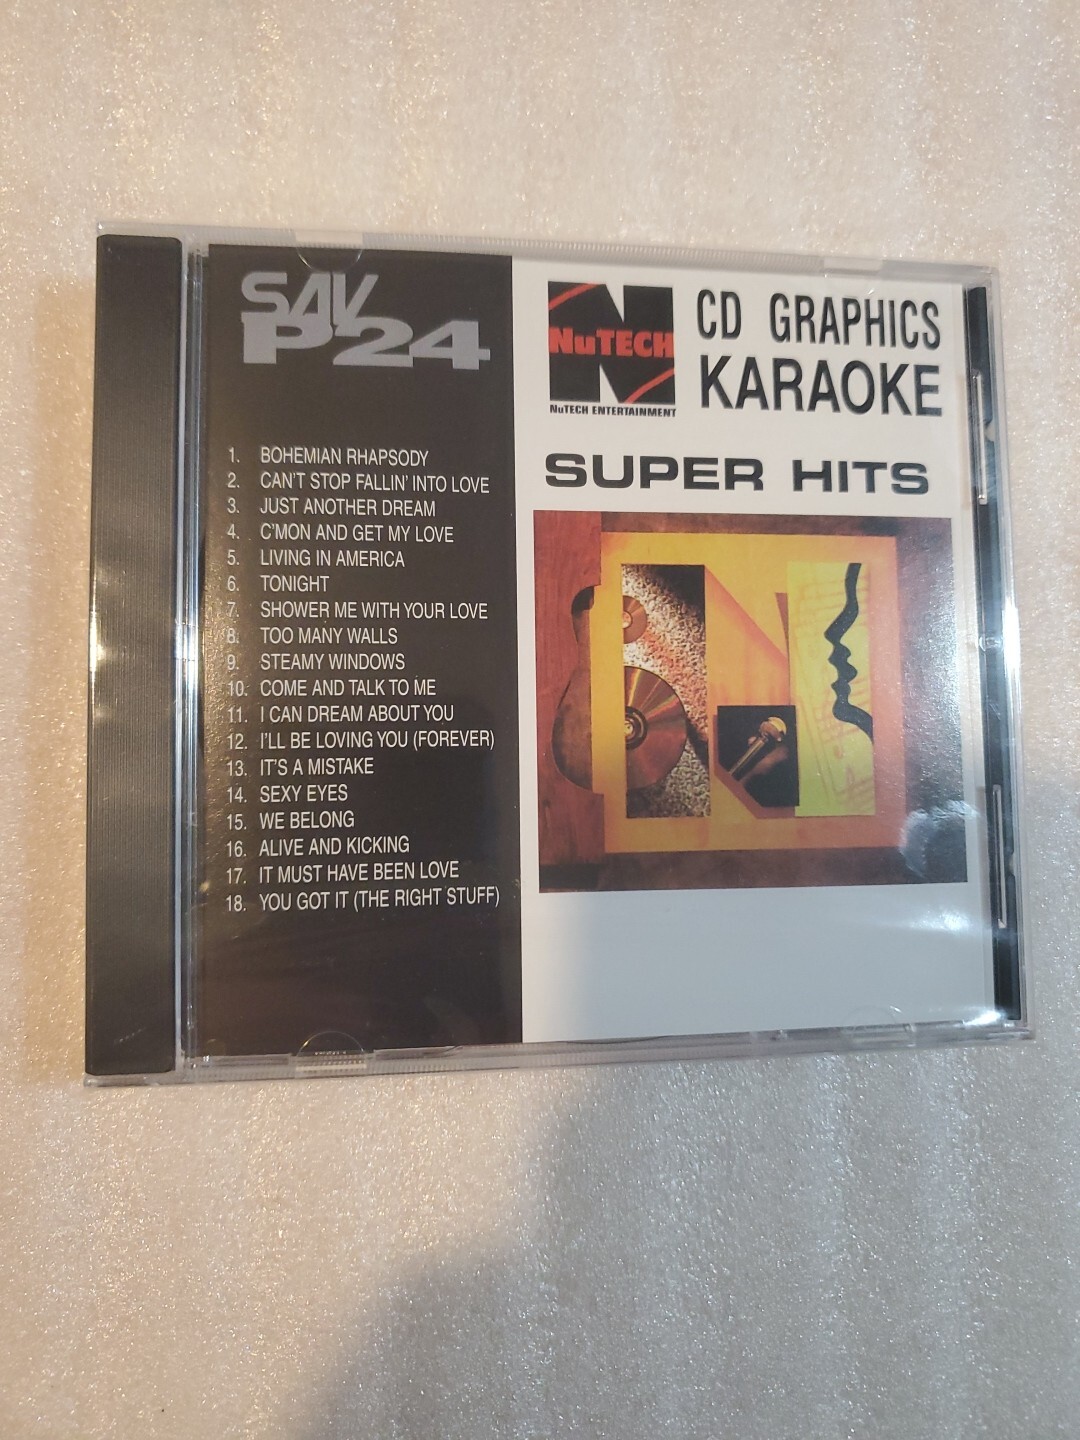 SAV
P24
1. BOHEMIAN RHAPSODY
2. CAN'T STOP FALLIN' INTO LOVE
3. JUST ANOTHER DREAM
4. C'MON AND GET MY LOVE
5. LIVING IN AMERICA
6. TONIGHT
7. SHOWER ME WITH YOUR LOVE
8. TOO MANY WALLS
9. STEAMY WINDOWS
10. COME AND TALK TO ME
11. I CAN DREAM ABOUT YOU
12. I'LL BE LOVING YOU (FOREVER)
13. IT'S A MISTAKE
14. SEXY EYES
15. WE BELONG
16. ALIVE AND KICKING
17. IT MUST HAVE BEEN LOVE
18. YOU GOT IT (THE RIGHT STUFF)
N
NuTECH
NuTECH ENTERTAINMENT
CD GRAPHICS
KARAOKE
SUPER HITS